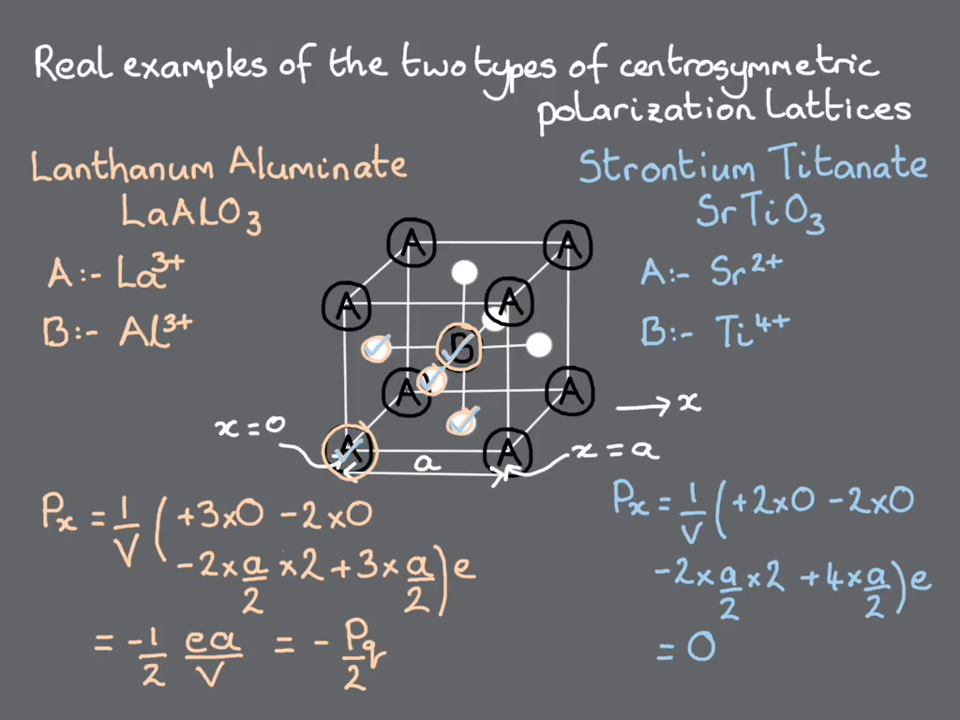 Real examples of the two types of centrosymmetric
polarization Lattices
Lanthanum Aluminate
LaAlO₃
A:- La³⁺
B:- Al³⁺
Strontium Titanate
SrTiO₃
A:- Sr²⁺
B:- Ti⁴⁺
A A
A A
B
A A
A A
x=0
a
x=a
→ x
Pₓ = 1/V ( +3×0 -2×0
-2×a/2 ×2 +3×a/2 ) e
= -1/2 ea/V = - P_q/2
Pₓ = 1/V ( +2×0 -2×0
-2×a/2×2 +4×a/2 ) e
= 0